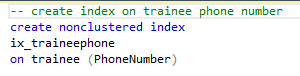 -- create index on trainee phone number
create nonclustered index
ix_traineephone
on trainee (PhoneNumber)